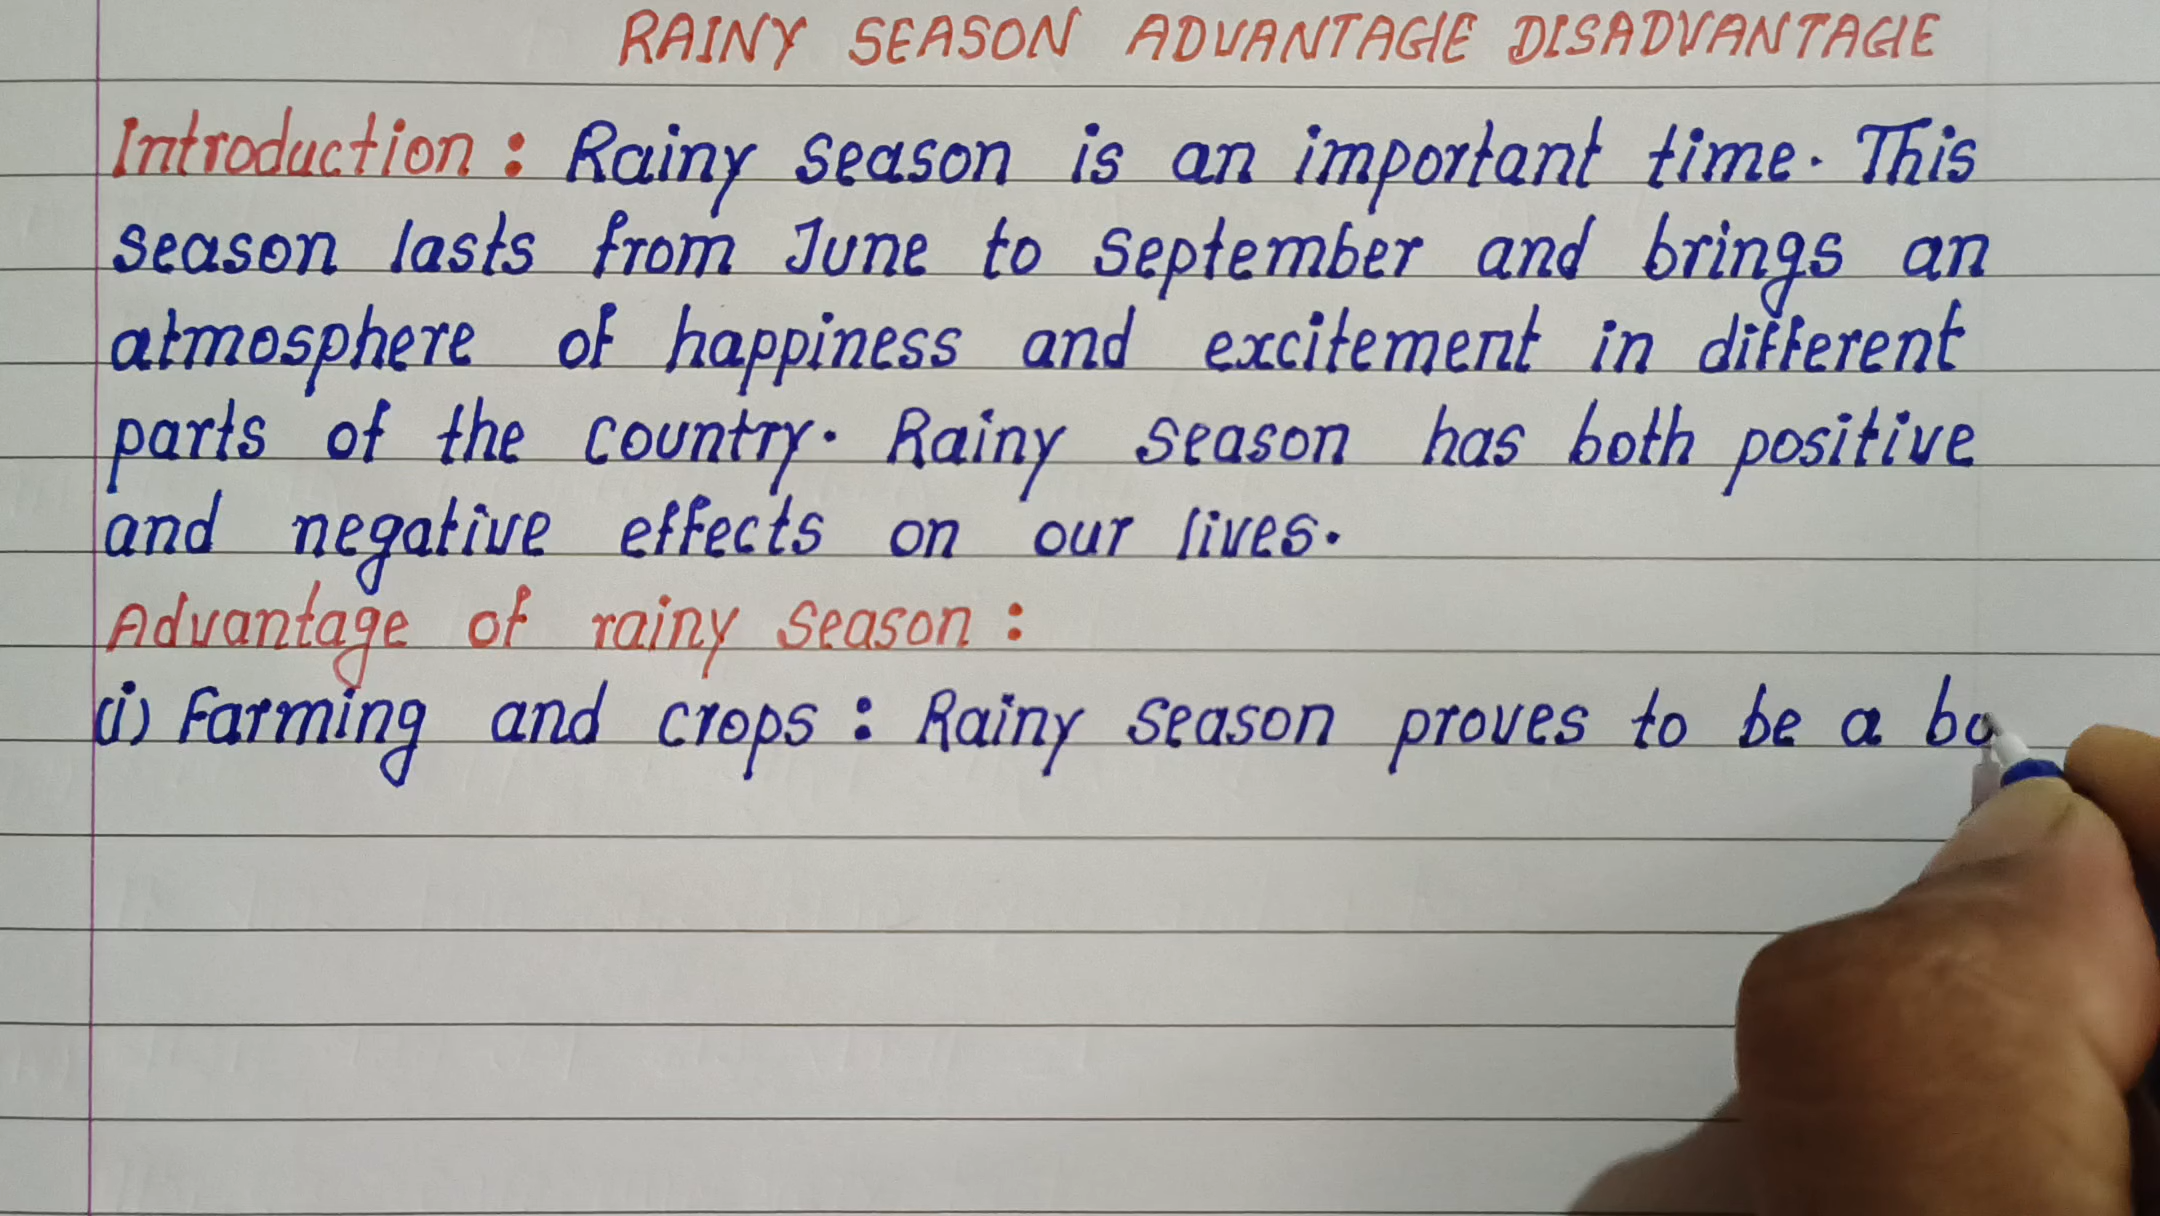 RAINY SEASON ADVANTAGE DISADVANTAGE
Introduction : Rainy season is an important time. This
season lasts from June to September and brings an
atmosphere of happiness and excitement in different
parts of the country. Rainy season has both positive
and negative effects on our lives.
Advantage of rainy season :
(i) Farming and crops : Rainy season proves to be a bo